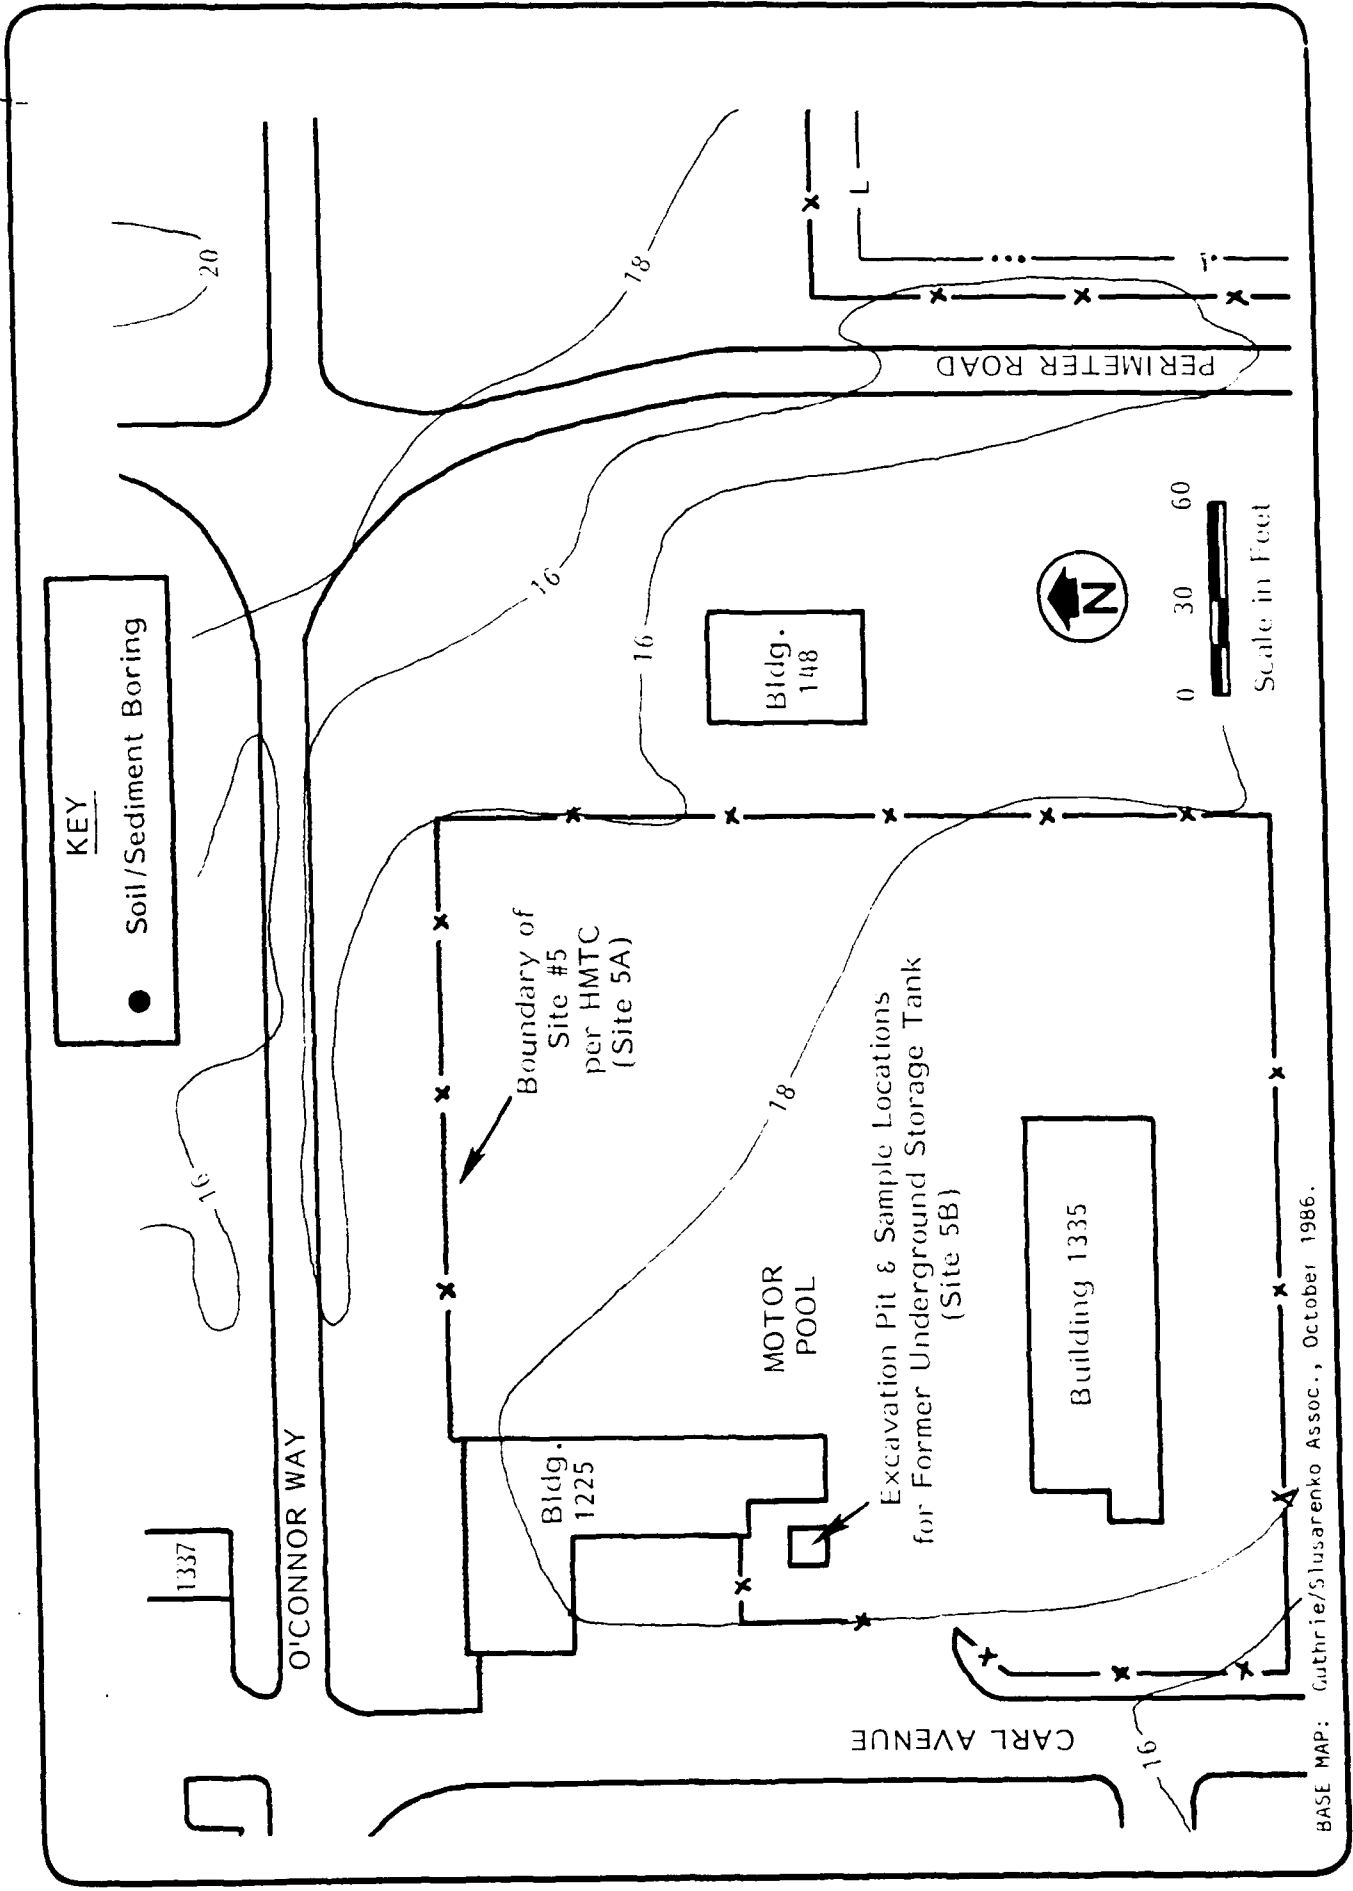 KEY
Soil/Sediment Boring
20
18
16
16
16
18
16
1337
O'CONNOR WAY
PERIMETER ROAD
CARL AVENUE
Boundary of
Site #5
per HMTC
(Site 5A)
Bldg.
148
Bldg.
1225
MOTOR
POOL
Excavation Pit & Sample Locations
for Former Underground Storage Tank
(Site 5B)
Building 1335
L
N
0 30 60
Scale in Feet
BASE MAP: Guthrie/Slusarenko Assoc., October 1986.